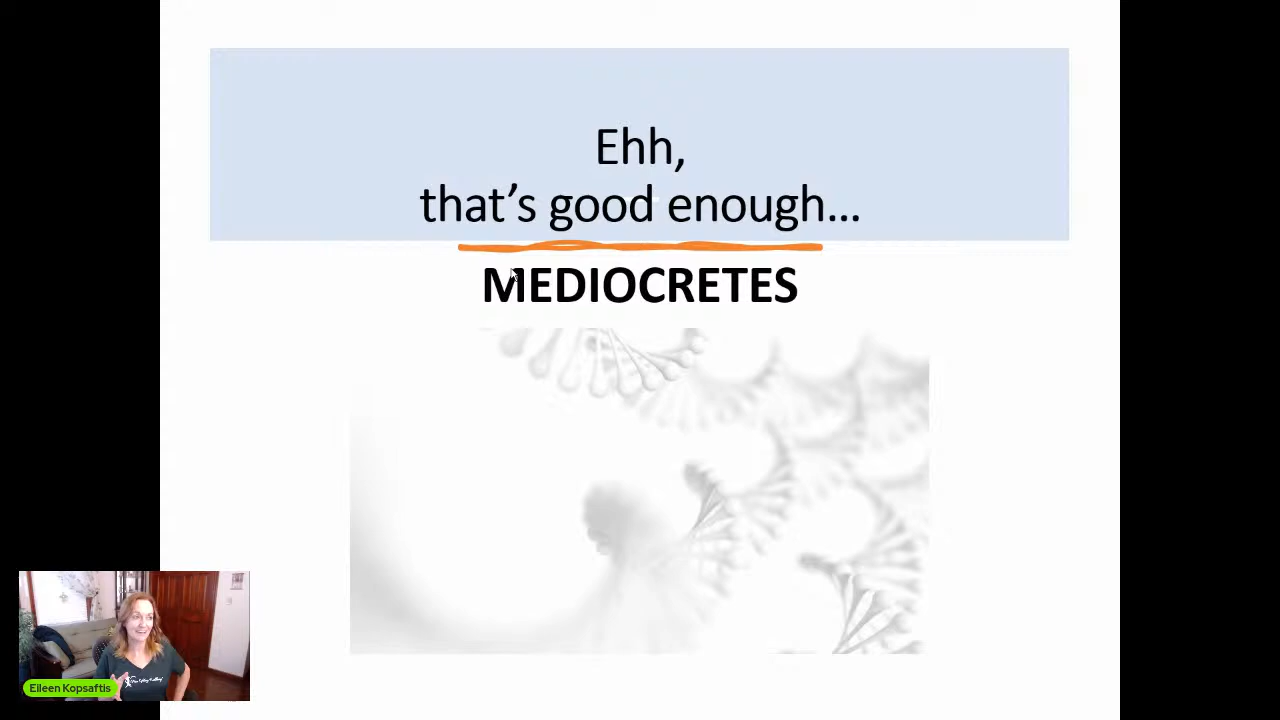 Ehh,
that’s good enough…
MEDIOCRETES
Eileen Kopsaftis